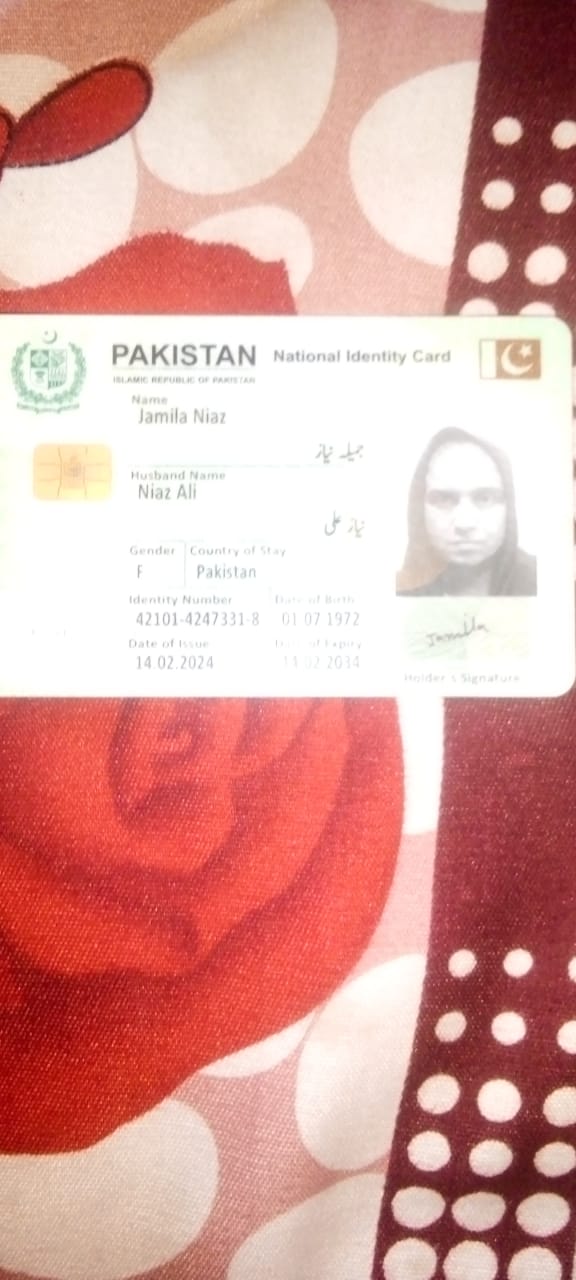 PAKISTAN National Identity Card
ISLAMIC REPUBLIC OF PAKISTAN
Name
Jamila Niaz
جمیلہ نیاز
Husband Name
Niaz Ali
نیاز علی
Gender Country of Stay
F Pakistan
Identity Number Date of Birth
42101-4247331-8 01 07 1972
Date of Issue Date of Expiry
14.02.2024 14.02.2034
Jamila
Holder's Signature